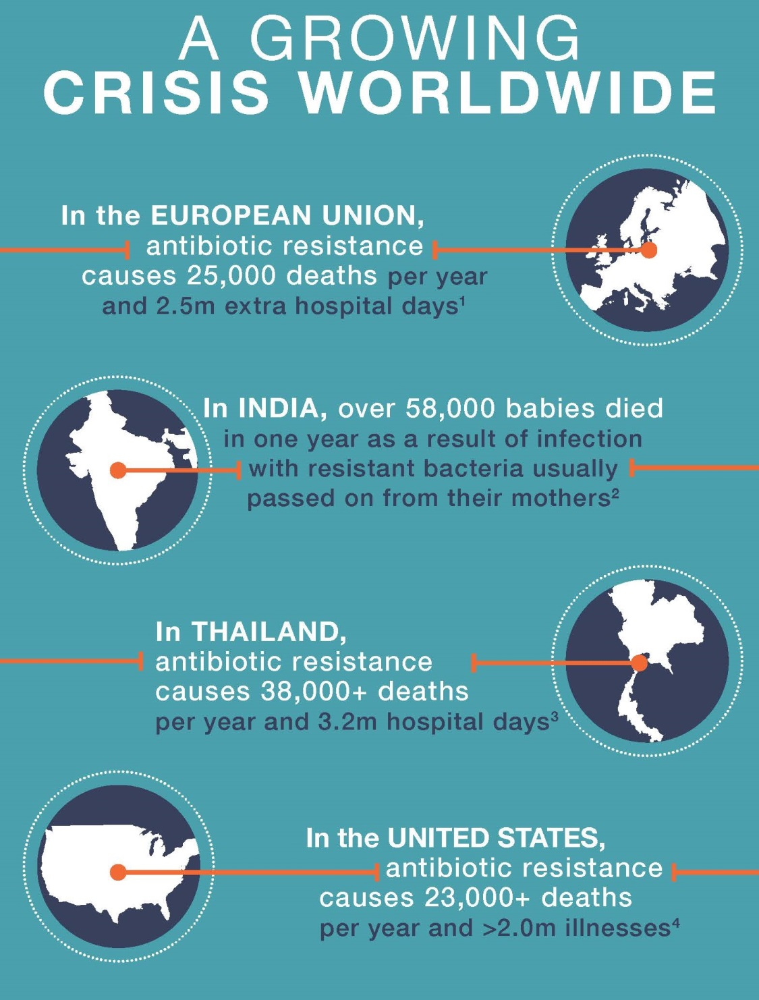 A GROWING
CRISIS WORLDWIDE
In the EUROPEAN UNION,
antibiotic resistance
causes 25,000 deaths per year
and 2.5m extra hospital days¹
In INDIA, over 58,000 babies died
in one year as a result of infection
with resistant bacteria usually
passed on from their mothers²
In THAILAND,
antibiotic resistance
causes 38,000+ deaths
per year and 3.2m hospital days³
In the UNITED STATES,
antibiotic resistance
causes 23,000+ deaths
per year and >2.0m illnesses⁴